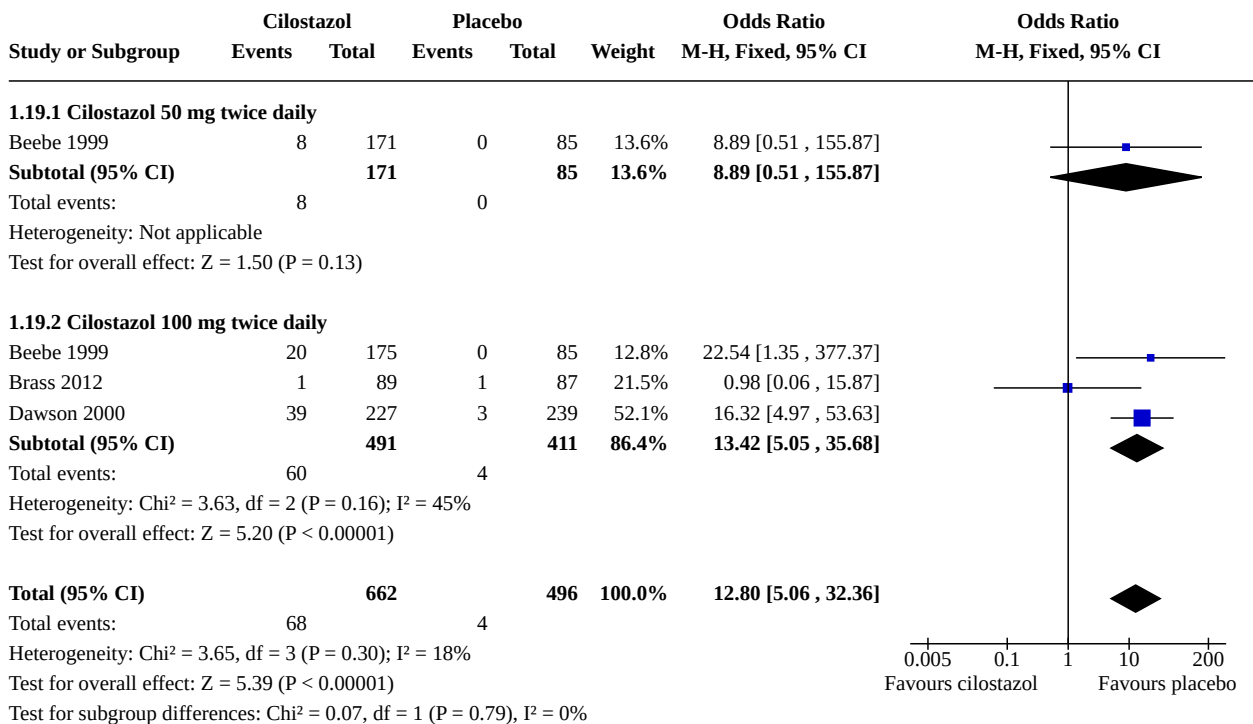 Cilostazol Placebo Odds Ratio Odds Ratio
Study or Subgroup Events Total Events Total Weight M-H, Fixed, 95% CI M-H, Fixed, 95% CI
1.19.1 Cilostazol 50 mg twice daily
Beebe 1999 8 171 0 85 13.6% 8.89 [0.51 , 155.87]
Subtotal (95% CI) 171 85 13.6% 8.89 [0.51 , 155.87]
Total events: 8 0
Heterogeneity: Not applicable
Test for overall effect: Z = 1.50 (P = 0.13)
1.19.2 Cilostazol 100 mg twice daily
Beebe 1999 20 175 0 85 12.8% 22.54 [1.35 , 377.37]
Brass 2012 1 89 1 87 21.5% 0.98 [0.06 , 15.87]
Dawson 2000 39 227 3 239 52.1% 16.32 [4.97 , 53.63]
Subtotal (95% CI) 491 411 86.4% 13.42 [5.05 , 35.68]
Total events: 60 4
Heterogeneity: Chi² = 3.63, df = 2 (P = 0.16); I² = 45%
Test for overall effect: Z = 5.20 (P < 0.00001)
Total (95% CI) 662 496 100.0% 12.80 [5.06 , 32.36]
Total events: 68 4
Heterogeneity: Chi² = 3.65, df = 3 (P = 0.30); I² = 18% 0.005 0.1 1 10 200
Test for overall effect: Z = 5.39 (P < 0.00001) Favours cilostazol Favours placebo
Test for subgroup differences: Chi² = 0.07, df = 1 (P = 0.79), I² = 0%